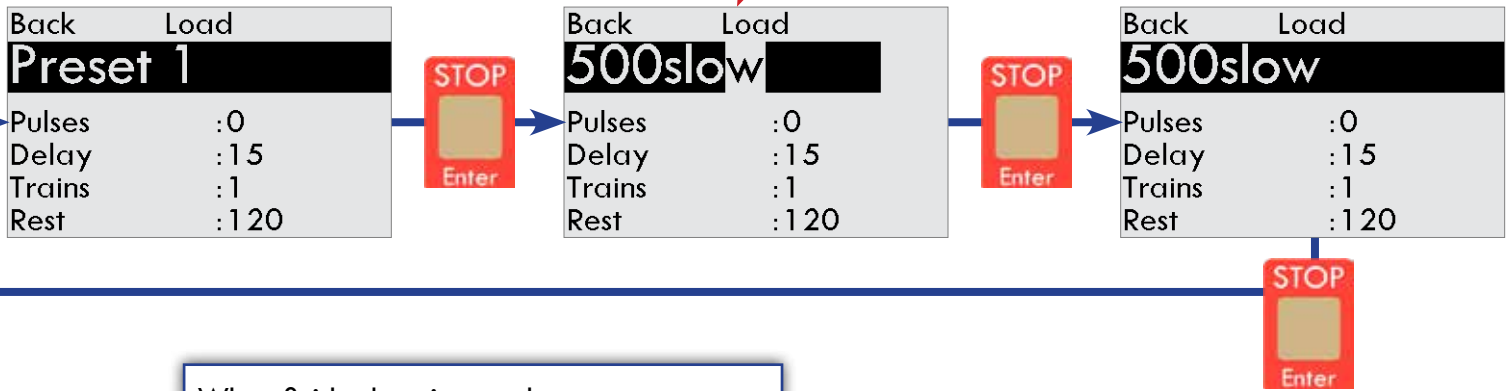 Back Load
Preset 1
Pulses :0
Delay :15
Trains :1
Rest :120
STOP
Enter
Back Load
500slow
Pulses :0
Delay :15
Trains :1
Rest :120
STOP
Enter
Back Load
500slow
Pulses :0
Delay :15
Trains :1
Rest :120
STOP
Enter